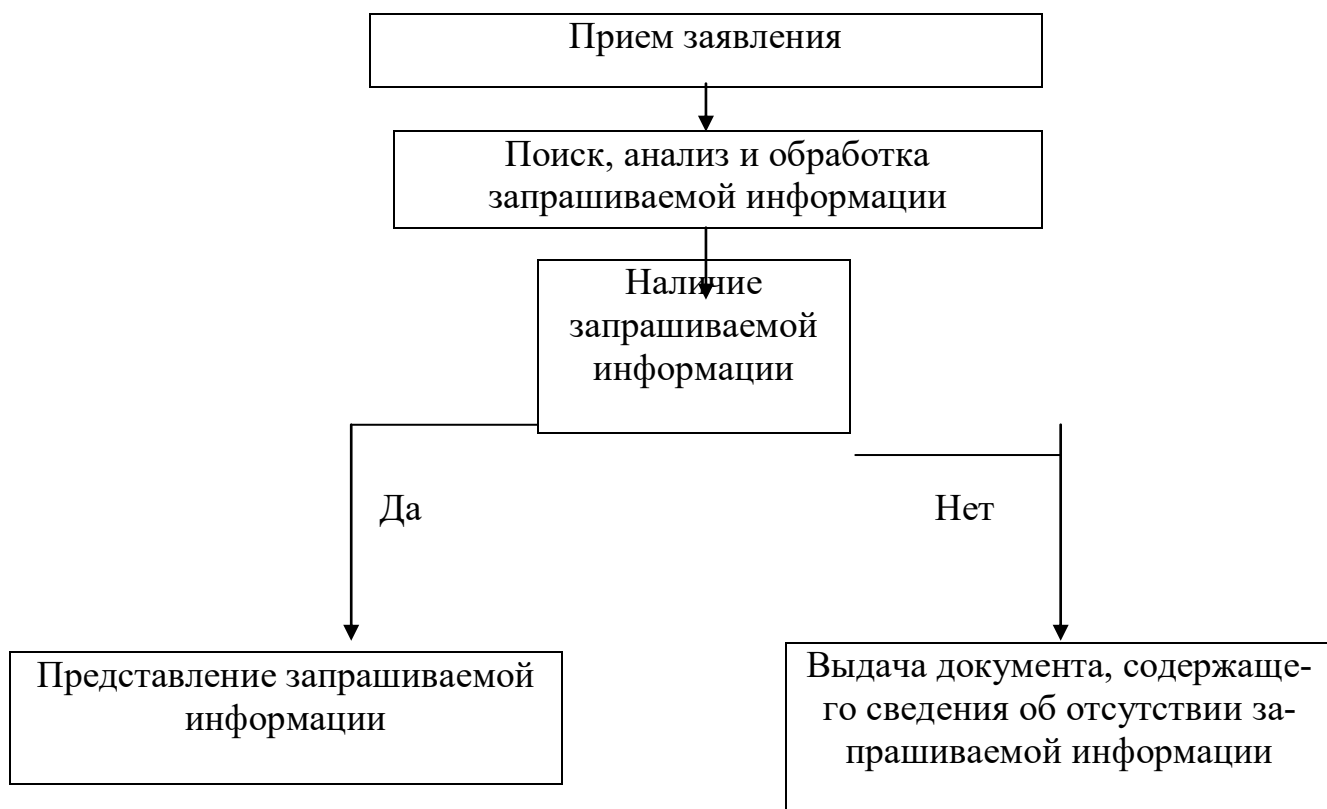 Прием заявления
Поиск, анализ и обработка
запрашиваемой информации
Наличие
запрашиваемой
информации
Да
Нет
Представление запрашиваемой
информации
Выдача документа, содержаще-
го сведения об отсутствии за-
прашиваемой информации